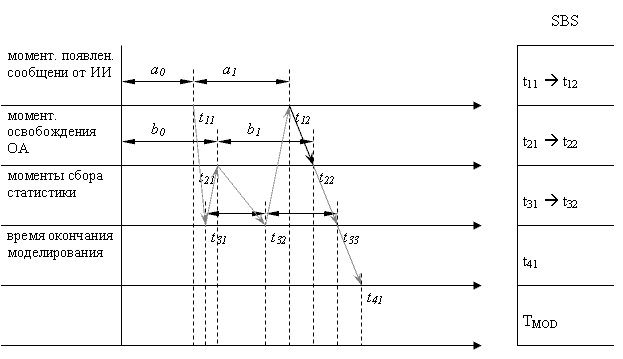 SBS
момент. появлен.
сообщени от ИИ
a0 a1
t11 → t12
момент.
освобождения
ОА
t11 t12
b0 b1
t21 → t22
моменты сбора
статистики
t21 t22
t31 → t32
время окончания
моделирования
t31 t32 t33
t41
t41
TMOD